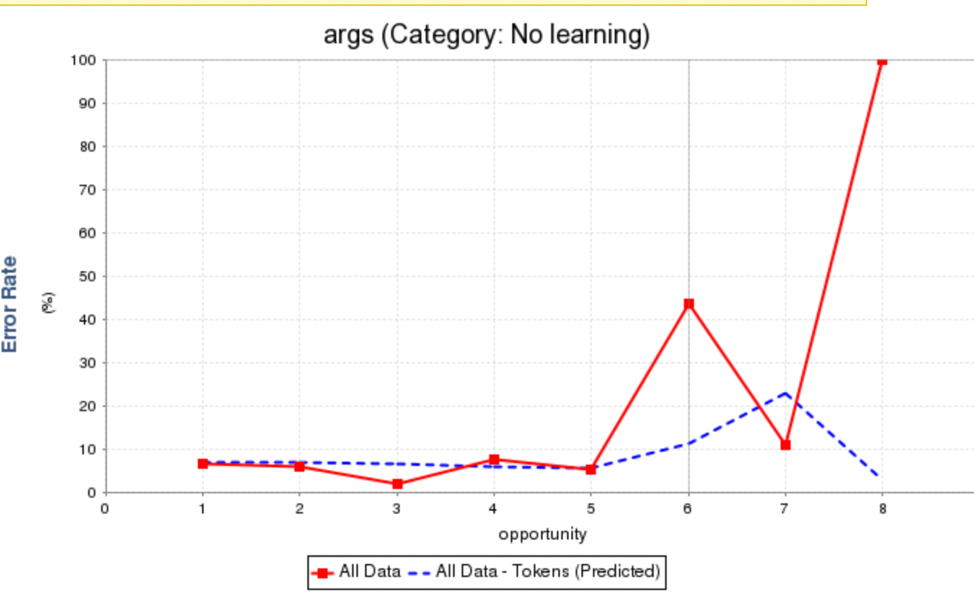 args (Category: No learning)
100
90
80
70
60
50
40
30
20
10
0
Error Rate
(%)
0 1 2 3 4 5 6 7 8
opportunity
All Data All Data - Tokens (Predicted)